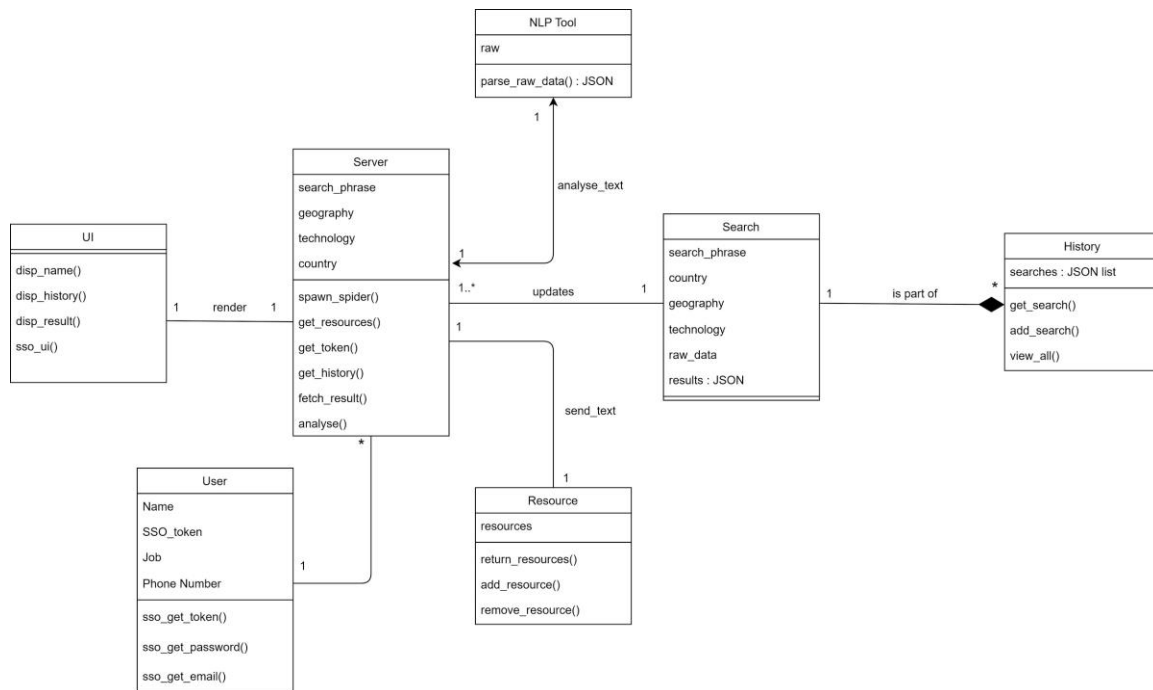 NLP Tool
raw
parse_raw_data() : JSON
1
analyse_text
1
Server
search_phrase
geography
technology
country
spawn_spider()
get_resources()
get_token()
get_history()
fetch_result()
analyse()
UI
disp_name()
disp_history()
disp_result()
sso_ui()
1
render
1
1..*
updates
1
Search
search_phrase
country
geography
technology
raw_data
results : JSON
1
is part of
*
History
searches : JSON list
get_search()
add_search()
view_all()
1
send_text
1
Resource
resources
return_resources()
add_resource()
remove_resource()
*
1
User
Name
SSO_token
Job
Phone Number
sso_get_token()
sso_get_password()
sso_get_email()